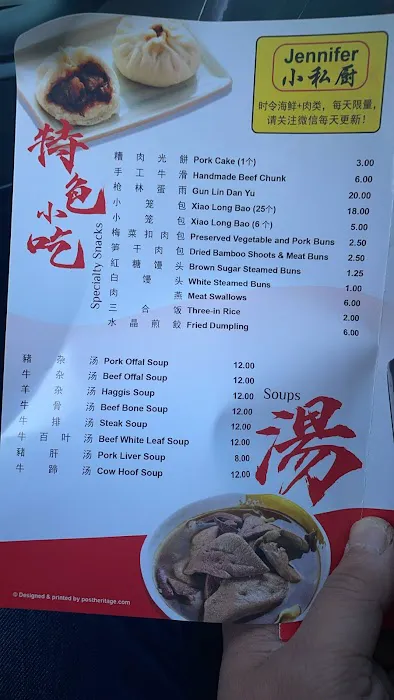 Jennifer
小私厨
时令海鲜+肉类，每天限量，
请关注微信每天更新！
特色小吃
Specialty Snacks
糟肉光餅 Pork Cake (1个) 3.00
手工牛滑 Handmade Beef Chunk 6.00
枪林蛋雨 Gun Lin Dan Yu 20.00
小笼包 Xiao Long Bao (25个) 18.00
小笼包 Xiao Long Bao (6 个) 5.00
梅菜扣肉包 Preserved Vegetable and Pork Buns 2.50
笋干肉包 Dried Bamboo Shoots & Meat Buns 2.50
紅糖馒头 Brown Sugar Steamed Buns 1.25
白馒头 White Steamed Buns 1.00
肉燕 Meat Swallows 6.00
三合饭 Three-in Rice 2.00
水晶煎餃 Fried Dumpling 6.00
豬杂汤 Pork Offal Soup 12.00
牛杂汤 Beef Offal Soup 12.00
羊杂汤 Haggis Soup 12.00
牛骨汤 Beef Bone Soup 12.00
牛排汤 Steak Soup 12.00
牛百叶汤 Beef White Leaf Soup 12.00
豬肝汤 Pork Liver Soup 8.00
牛蹄汤 Cow Hoof Soup 12.00
Soups
湯
© Designed & printed by pastheritage.com